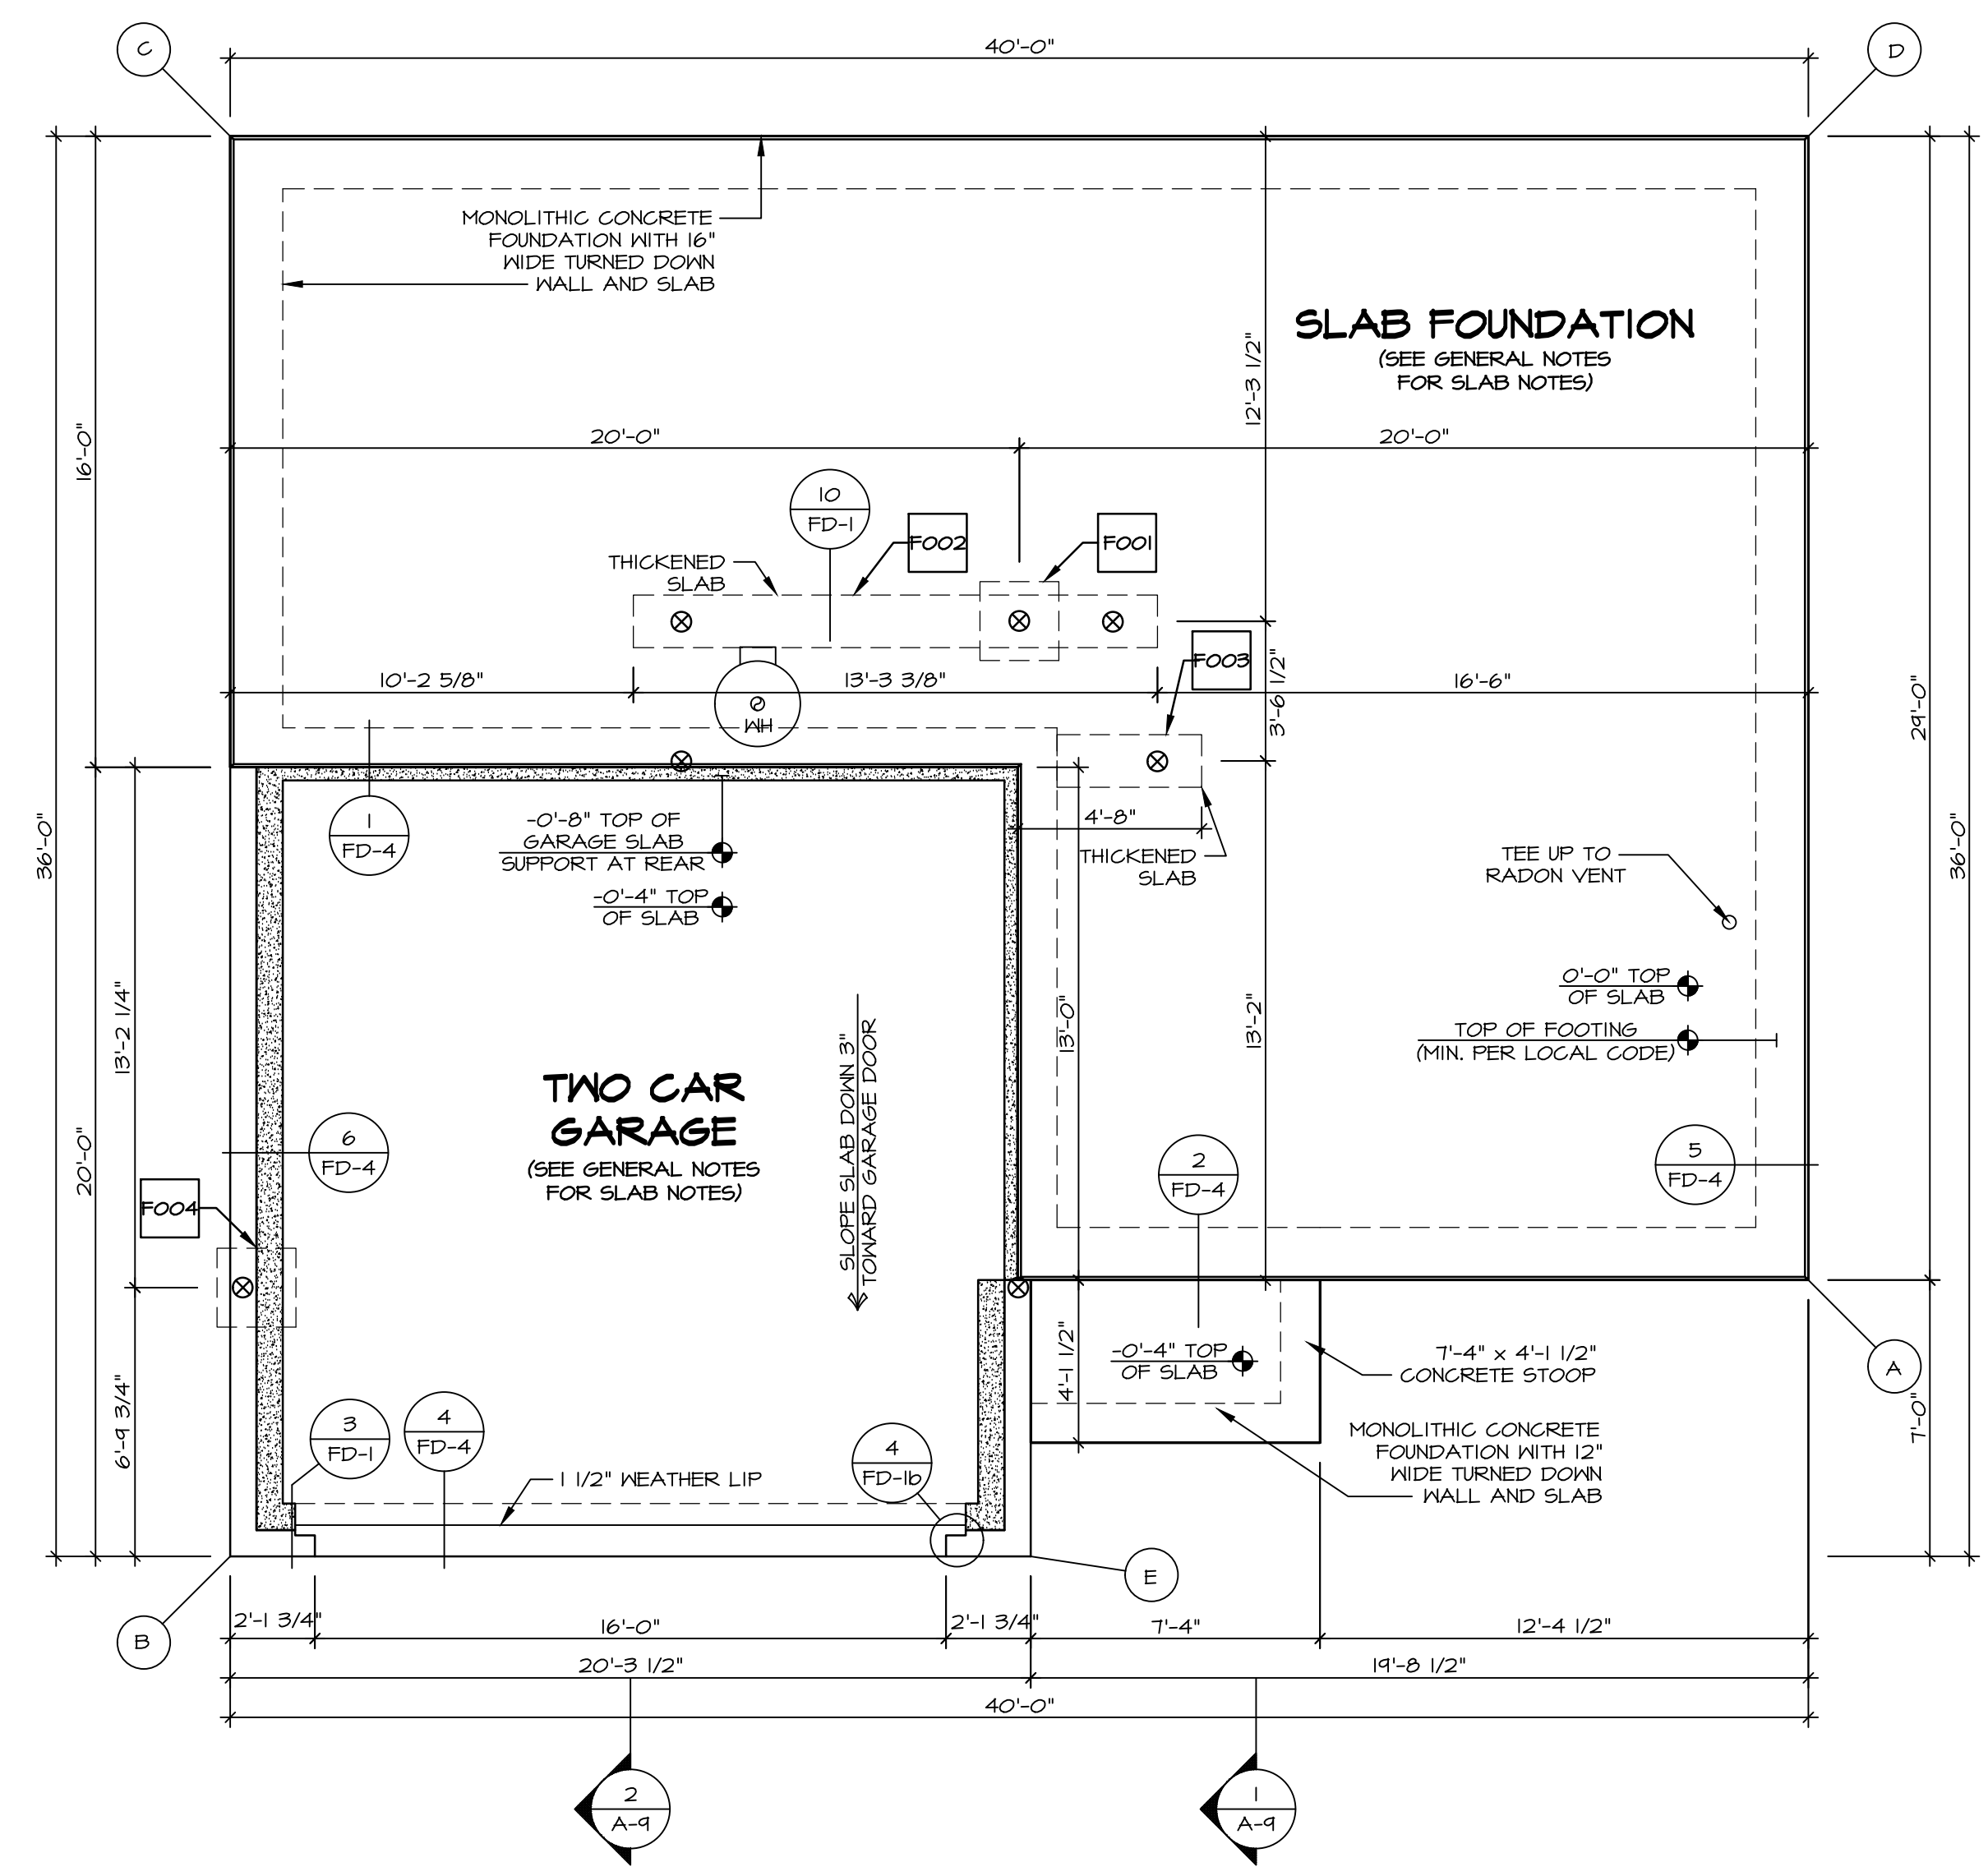 C
40'-0"
D
MONOLITHIC CONCRETE
FOUNDATION WITH 16"
WIDE TURNED DOWN
WALL AND SLAB
SLAB FOUNDATION
(SEE GENERAL NOTES
FOR SLAB NOTES)
12'-3 1/2"
16'-0"
20'-0"
20'-0"
10
FD-1
F002
F001
THICKENED
SLAB
F003
10'-2 5/8"
13'-3 3/8"
16'-6"
3'-6 1/2"
29'-0"
WH
36'-0"
36'-0"
1
FD-4
-0'-8" TOP OF
GARAGE SLAB
SUPPORT AT REAR
-0'-4" TOP
OF SLAB
4'-8"
THICKENED
SLAB
TEE UP TO
RADON VENT
0'-0" TOP
OF SLAB
TOP OF FOOTING
(MIN. PER LOCAL CODE)
13'-2 1/4"
13'-0"
13'-2"
20'-0"
TWO CAR
GARAGE
(SEE GENERAL NOTES
FOR SLAB NOTES)
SLOPE SLAB DOWN 3"
TOWARD GARAGE DOOR
6
FD-4
F004
2
FD-4
5
FD-4
-0'-4" TOP
OF SLAB
4'-1 1/2"
7'-4" x 4'-1 1/2"
CONCRETE STOOP
A
7'-0"
6'-9 3/4"
3
FD-1
4
FD-4
1 1/2" WEATHER LIP
4
FD-1b
MONOLITHIC CONCRETE
FOUNDATION WITH 12"
WIDE TURNED DOWN
WALL AND SLAB
E
B
2'-1 3/4"
16'-0"
2'-1 3/4"
7'-4"
12'-4 1/2"
20'-3 1/2"
19'-8 1/2"
40'-0"
2
A-9
1
A-9